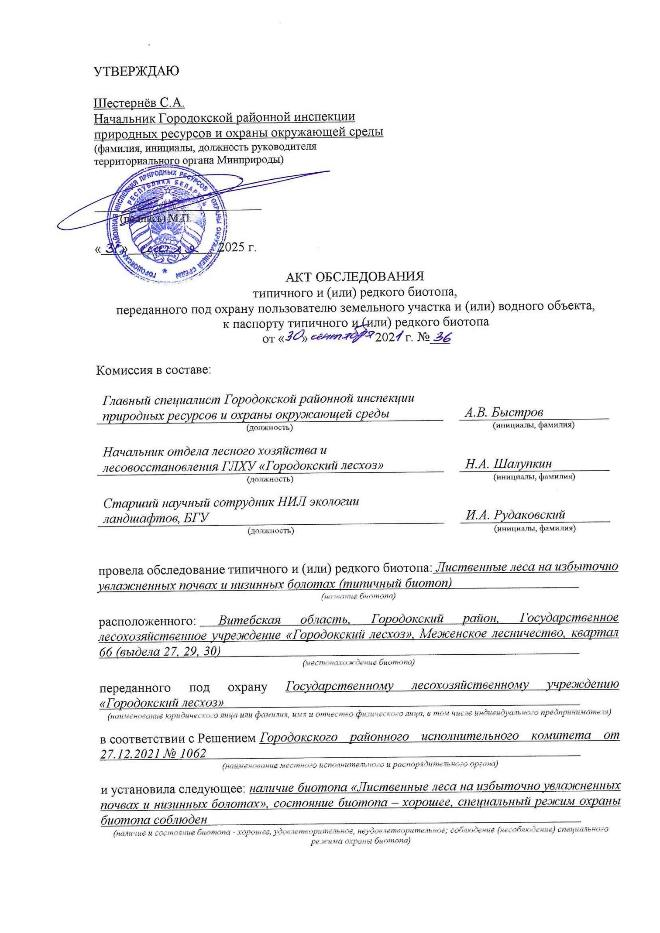 УТВЕРЖДАЮ
Шестернёв С.А.
Начальник Городокской районной инспекции
природных ресурсов и охраны окружающей среды
(фамилия, инициалы, должность руководителя
территориального органа Минприроды)
(подпись) М.П.
« 31 » 2025 г.
АКТ ОБСЛЕДОВАНИЯ
типичного и (или) редкого биотопа,
переданного под охрану пользователю земельного участка и (или) водного объекта,
к паспорту типичного и (или) редкого биотопа
от «30» сентября 2021 г. № 36
Комиссия в составе:
Главный специалист Городокской районной инспекции
природных ресурсов и охраны окружающей среды А.В. Быстров
(должность) (инициалы, фамилия)
Начальник отдела лесного хозяйства и
лесовосстановления ГЛХУ «Городокский лесхоз» Н.А. Шалупкин
(должность) (инициалы, фамилия)
Старший научный сотрудник НИЛ экологии
ландшафтов, БГУ И.А. Рудаковский
(должность) (инициалы, фамилия)
провела обследование типичного и (или) редкого биотопа: Лиственные леса на избыточно
увлажненных почвах и низинных болотах (типичный биотоп)
(название биотопа)
расположенного: Витебская область, Городокский район, Государственное
лесохозяйственное учреждение «Городокский лесхоз», Меженское лесничество, квартал
66 (выдела 27, 29, 30)
(местонахождение биотопа)
переданного под охрану Государственному лесохозяйственному учреждению
«Городокский лесхоз»
(наименование юридического лица или фамилия, имя и отчество физического лица, в том числе индивидуального предпринимателя)
в соответствии с Решением Городокского районного исполнительного комитета от
27.12.2021 № 1062
(наименование местного исполнительного и распорядительного органа)
и установила следующее: наличие биотопа «Лиственные леса на избыточно увлажненных
почвах и низинных болотах», состояние биотопа – хорошее, специальный режим охраны
биотопа соблюден
(наличие и состояние биотопа - хорошее, удовлетворительное, неудовлетворительное; соблюдение (несоблюдение) специального
режима охраны биотопа)